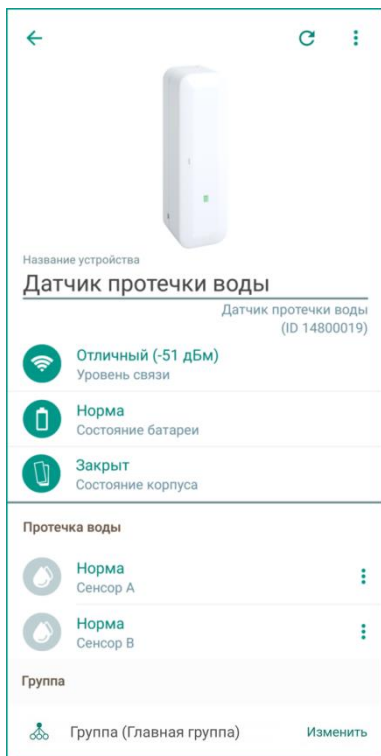 Название устройства
Датчик протечки воды
Датчик протечки воды
(ID 14800019)
Отличный (-51 дБм)
Уровень связи
Норма
Состояние батареи
Закрыт
Состояние корпуса
Протечка воды
Норма
Сенсор A
Норма
Сенсор B
Группа
Группа (Главная группа) Изменить